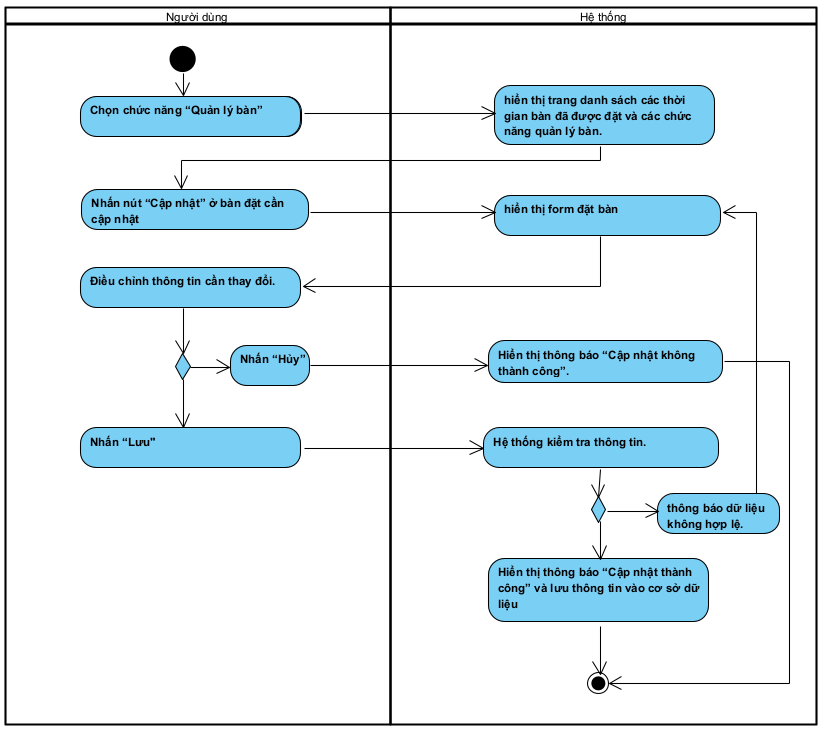 Người dùng
Hệ thống
Chọn chức năng “Quản lý bàn”
hiển thị trang danh sách các thời
gian bàn đã được đặt và các chức
năng quản lý bàn.
Nhấn nút “Cập nhật” ở bàn đặt cần
cập nhật
hiển thị form đặt bàn
Điều chỉnh thông tin cần thay đổi.
Nhấn “Hủy”
Hiển thị thông báo “Cập nhật không
thành công”.
Nhấn “Lưu"
Hệ thống kiểm tra thông tin.
thông báo dữ liệu
không hợp lệ.
Hiển thị thông báo “Cập nhật thành
công” và lưu thông tin vào cơ sở dữ
liệu